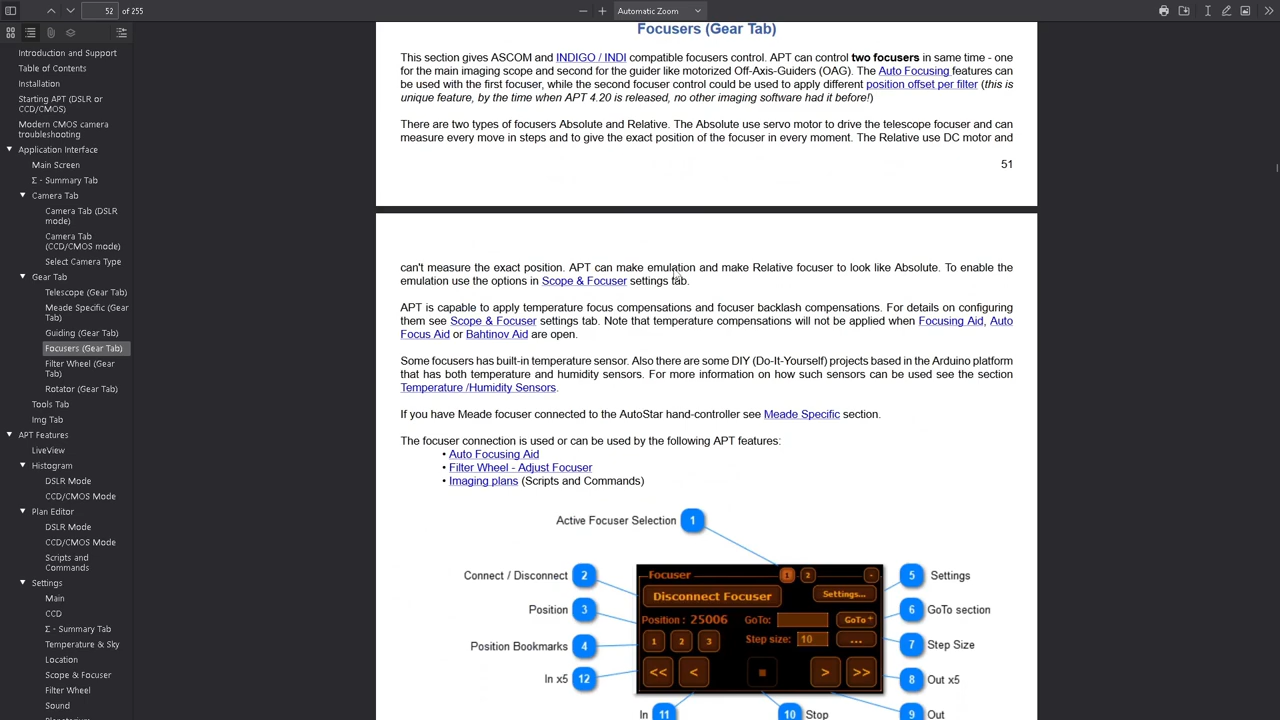 52
of 255
Automatic Zoom
Introduction and Support
Table of Contents
Installation
Starting APT (DSLR or
CCD/CMOS)
Modern CMOS camera
troubleshooting
Application Interface
Main Screen
Σ - Summary Tab
Camera Tab
Camera Tab (DSLR
mode)
Camera Tab
(CCD/CMOS mode)
Select Camera Type
Gear Tab
Telescope (Gear Tab)
Meade Specific (Gear
Tab)
Guiding (Gear Tab)
Focusers (Gear Tab)
Filter Wheel (Gear
Tab)
Rotator (Gear Tab)
Tools Tab
Img Tab
APT Features
LiveView
Histogram
DSLR Mode
CCD/CMOS Mode
Plan Editor
DSLR Mode
CCD/CMOS Mode
Scripts and
Commands
Settings
Main
CCD
Σ - Summary Tab
Temperature & Sky
Location
Scope & Focuser
Filter Wheel
Sound
Planetarium
Focusers (Gear Tab)
This section gives ASCOM and INDIGO / INDI compatible focusers control. APT can control two focusers in same time - one
for the main imaging scope and second for the guider like motorized Off-Axis-Guiders (OAG). The Auto Focusing features can
be used with the first focuser, while the second focuser control could be used to apply different position offset per filter (this is
unique feature, by the time when APT 4.20 is released, no other imaging software had it before!)
There are two types of focusers Absolute and Relative. The Absolute use servo motor to drive the telescope focuser and can
measure every move in steps and to give the exact position of the focuser in every moment. The Relative use DC motor and
51
can't measure the exact position. APT can make emulation and make Relative focuser to look like Absolute. To enable the
emulation use the options in Scope & Focuser settings tab.
APT is capable to apply temperature focus compensations and focuser backlash compensations. For details on configuring
them see Scope & Focuser settings tab. Note that temperature compensations will not be applied when Focusing Aid, Auto
Focus Aid or Bahtinov Aid are open.
Some focusers has built-in temperature sensor. Also there are some DIY (Do-It-Yourself) projects based in the Arduino platform
that has both temperature and humidity sensors. For more information on how such sensors can be used see the section
Temperature /Humidity Sensors.
If you have Meade focuser connected to the AutoStar hand-controller see Meade Specific section.
The focuser connection is used or can be used by the following APT features:
• Auto Focusing Aid
• Filter Wheel - Adjust Focuser
• Imaging plans (Scripts and Commands)
Active Focuser Selection 1
Connect / Disconnect 2
Position 3
Position Bookmarks 4
In x5 12
In 11
10 Stop
9 Out
8 Out x5
7 Step Size
6 GoTo section
5 Settings
Focuser 1 2 -
Disconnect Focuser Settings...
Position : 25006 GoTo: GoTo +
1 2 3 Step size: 10 ...
<< < ■ > >>